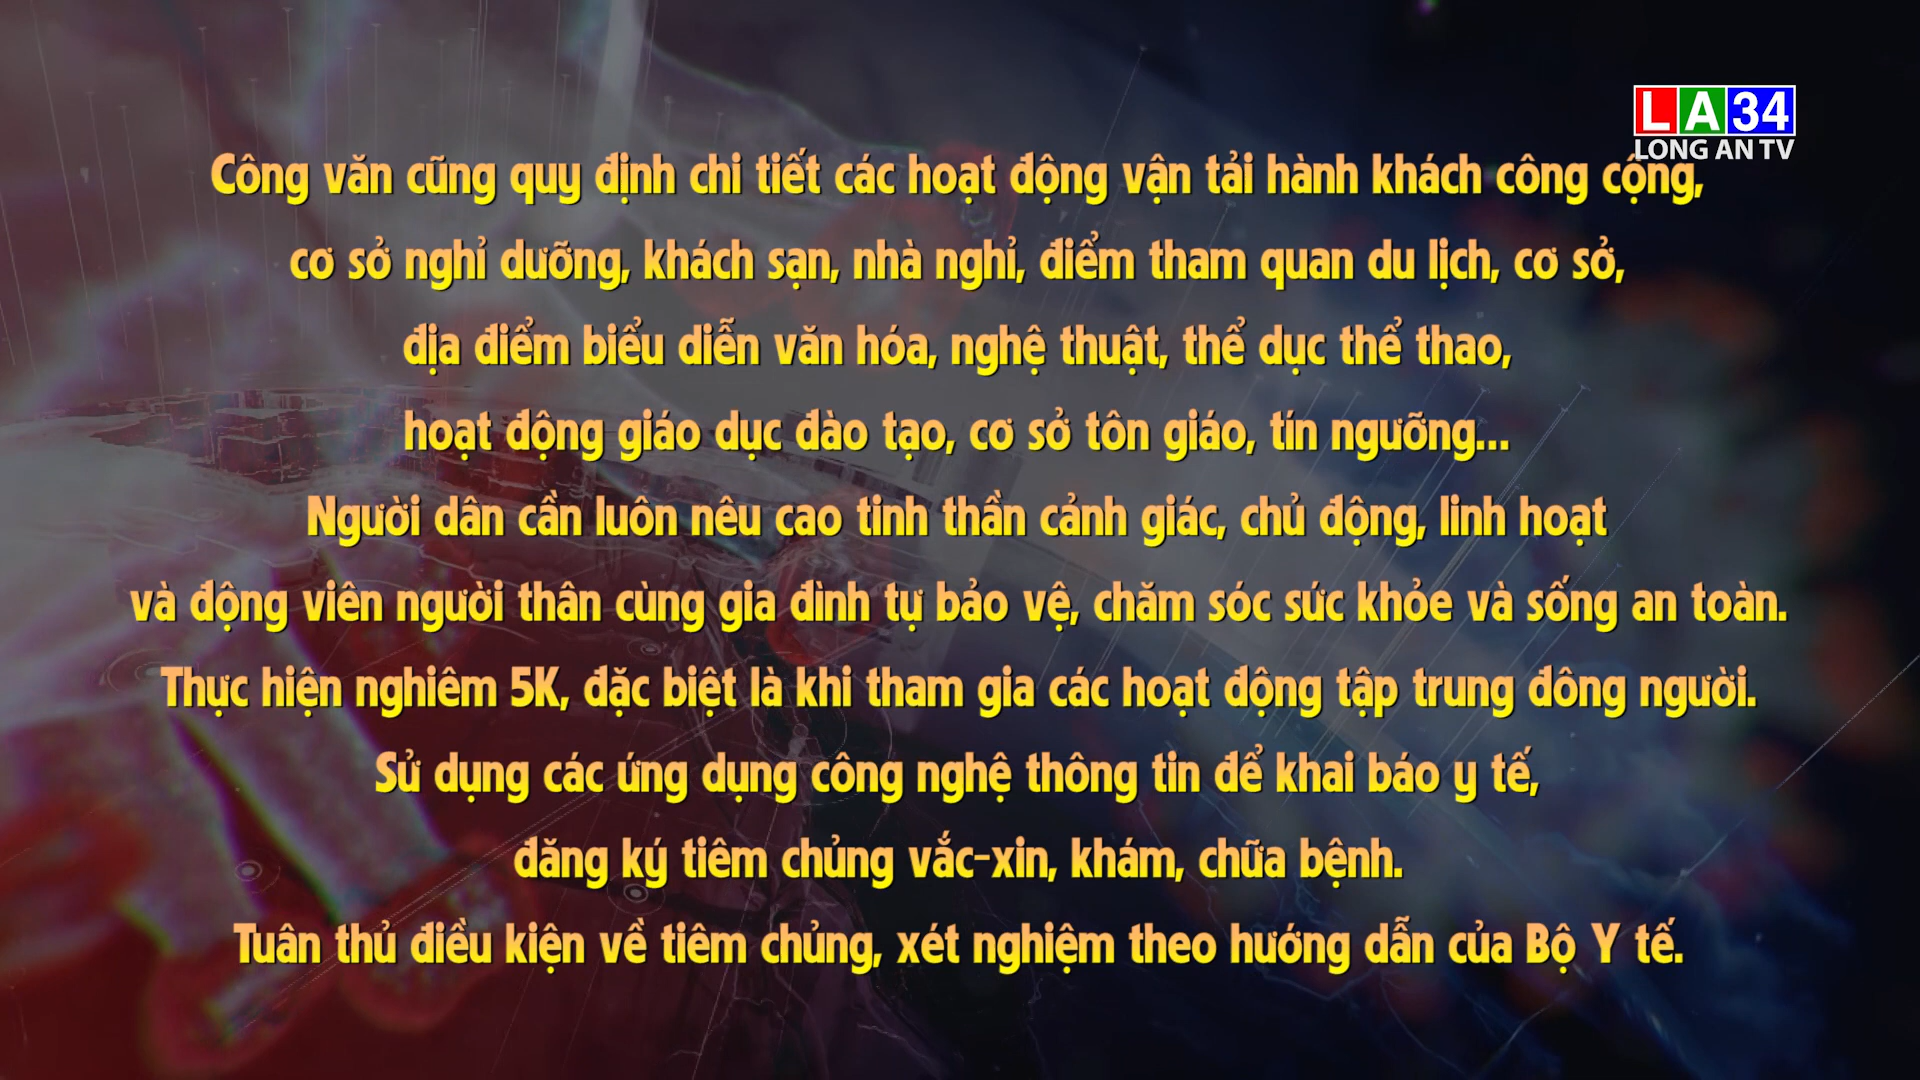 LA34
LONG AN TV
Công văn cũng quy định chi tiết các hoạt động vận tải hành khách công cộng,
cơ sở nghỉ dưỡng, khách sạn, nhà nghỉ, điểm tham quan du lịch, cơ sở,
địa điểm biểu diễn văn hóa, nghệ thuật, thể dục thể thao,
hoạt động giáo dục đào tạo, cơ sở tôn giáo, tín ngưỡng...
Người dân cần luôn nêu cao tinh thần cảnh giác, chủ động, linh hoạt
và động viên người thân cùng gia đình tự bảo vệ, chăm sóc sức khỏe và sống an toàn.
Thực hiện nghiêm 5K, đặc biệt là khi tham gia các hoạt động tập trung đông người.
Sử dụng các ứng dụng công nghệ thông tin để khai báo y tế,
đăng ký tiêm chủng vắc-xin, khám, chữa bệnh.
Tuân thủ điều kiện về tiêm chủng, xét nghiệm theo hướng dẫn của Bộ Y tế.